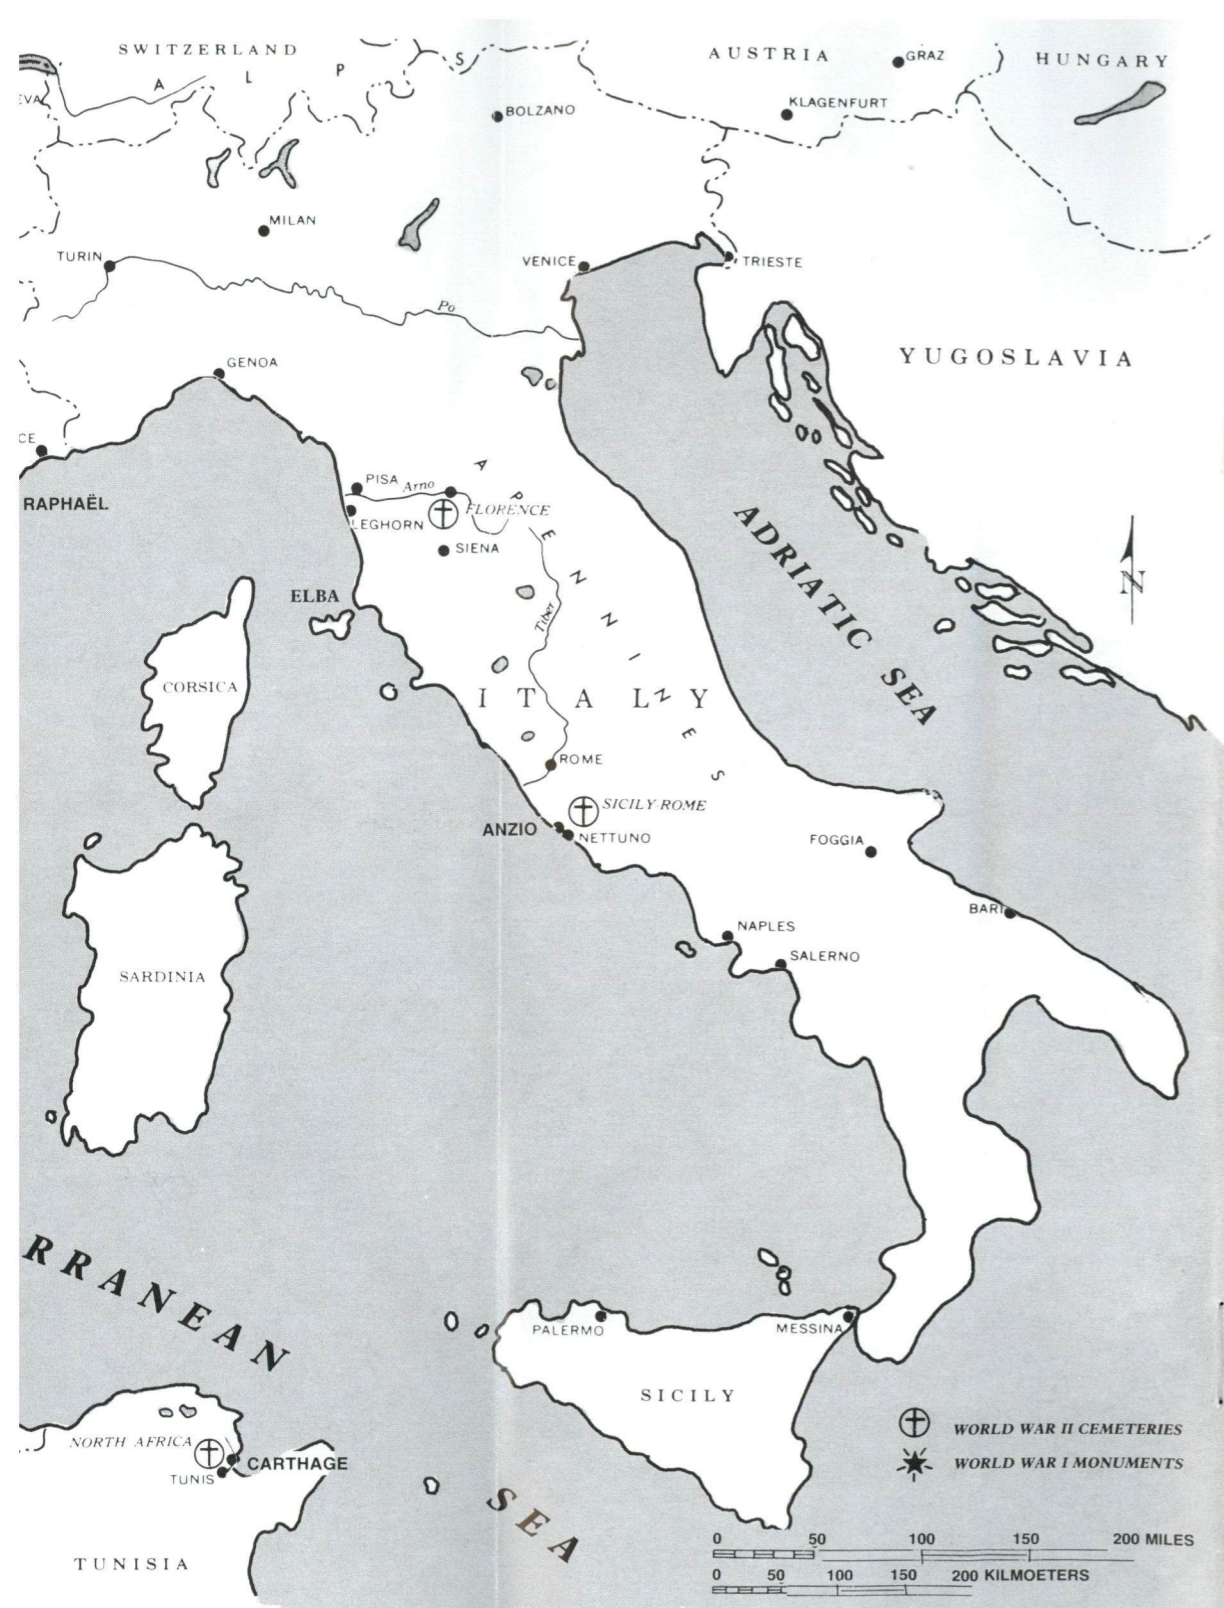 SWITZERLAND
AUSTRIA
GRAZ
HUNGARY
A L P S
EVA
KLAGENFURT
BOLZANO
MILAN
TURIN
VENICE
TRIESTE
Po
YUGOSLAVIA
GENOA
CE
PISA
Arno
RAPHAËL
FLORENCE
LEGHORN
SIENA
APENNINES
ADRIATIC SEA
N
ELBA
Tiber
CORSICA
ITALY
ROME
SICILY-ROME
ANZIO
NETTUNO
FOGGIA
BARI
NAPLES
SALERNO
SARDINIA
RRANEAN
PALERMO
MESSINA
SICILY
NORTH AFRICA
CARTHAGE
TUNIS
SEA
TUNISIA
WORLD WAR II CEMETERIES
WORLD WAR I MONUMENTS
0 50 100 150 200 MILES
0 50 100 150 200 KILMOETERS